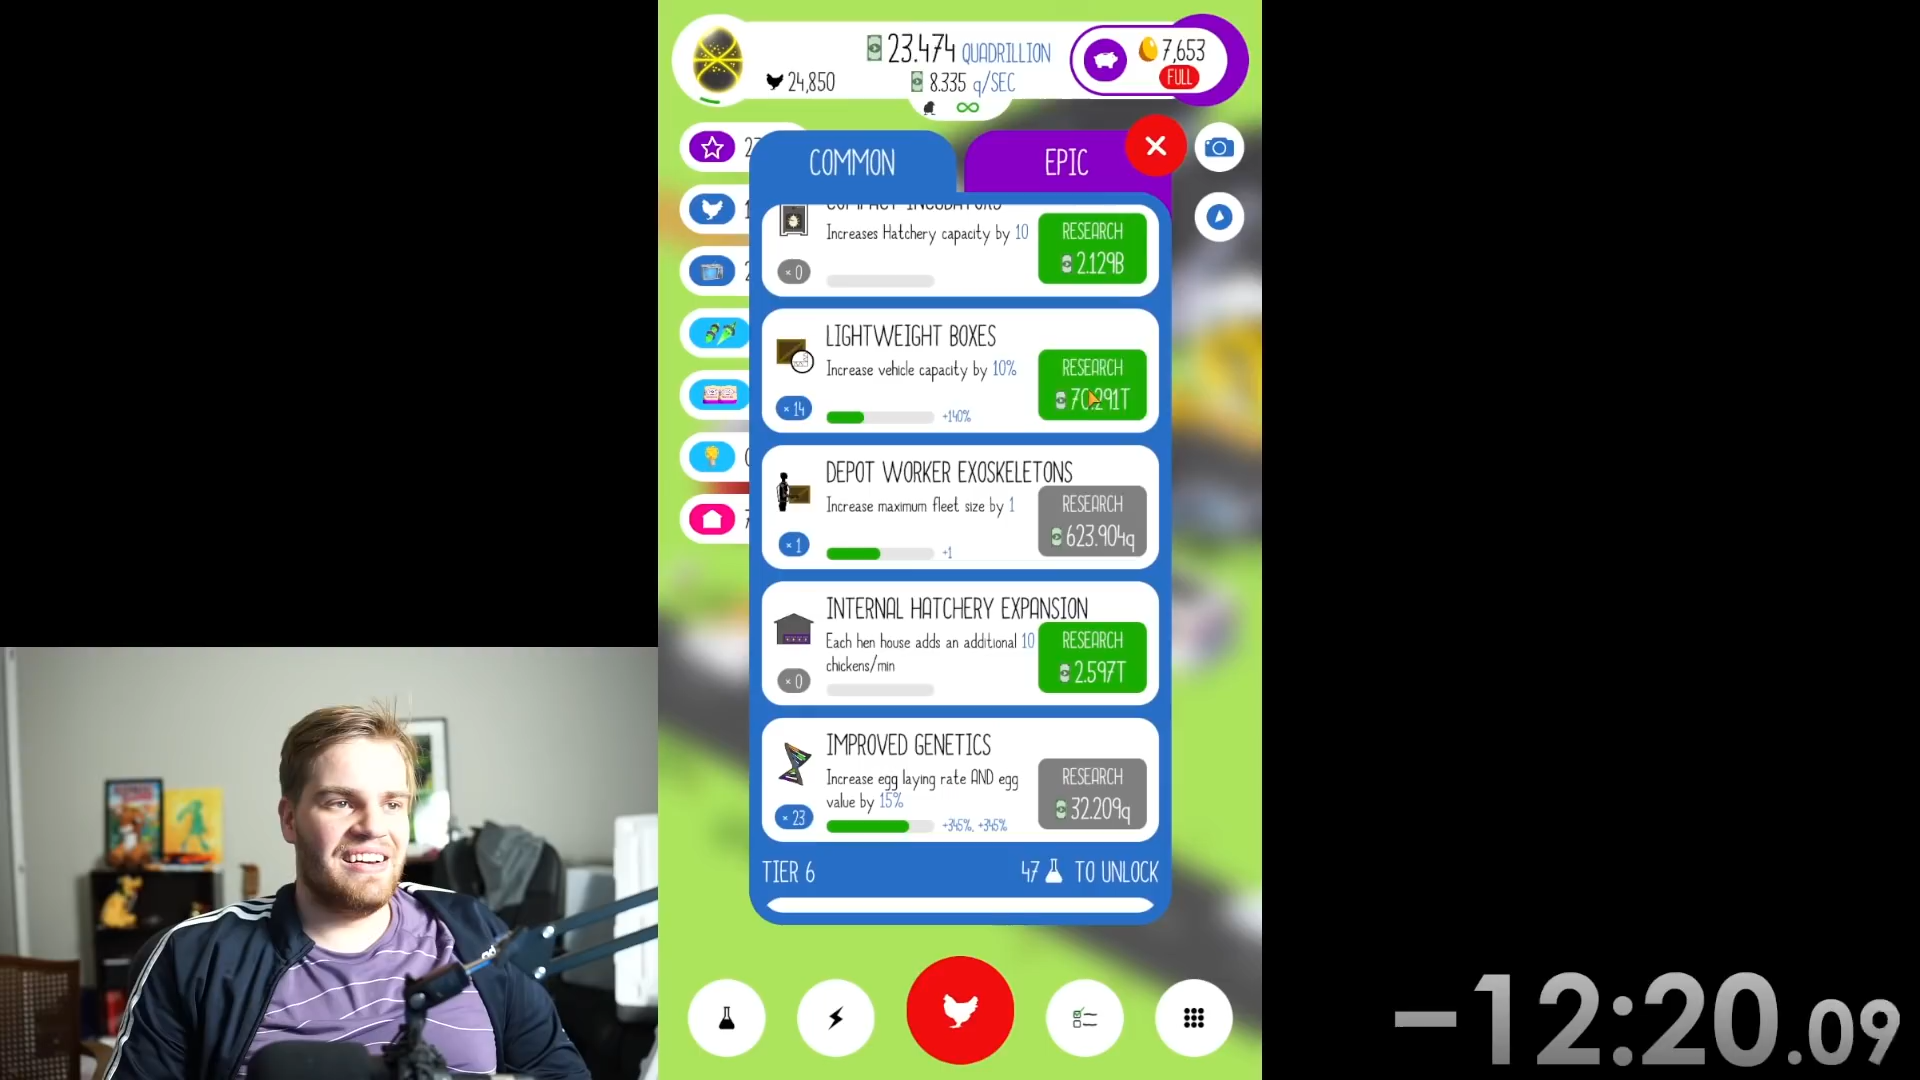 23.474 QUADRILLION
7,653
24,850
8.335 q/SEC
FULL
COMMON
EPIC
COMPACT INCUBATORS
Increases Hatchery capacity by 10
RESEARCH
2.129B
×0
LIGHTWEIGHT BOXES
Increase vehicle capacity by 10%
RESEARCH
70.291T
×14
+140%
DEPOT WORKER EXOSKELETONS
Increase maximum fleet size by 1
RESEARCH
623.904q
×1
+1
INTERNAL HATCHERY EXPANSION
Each hen house adds an additional 10
chickens/min
RESEARCH
2.597T
×0
IMPROVED GENETICS
Increase egg laying rate AND egg
value by 15%
RESEARCH
32.209q
×23
+345%, +345%
TIER 6
47 TO UNLOCK
-12:20.09